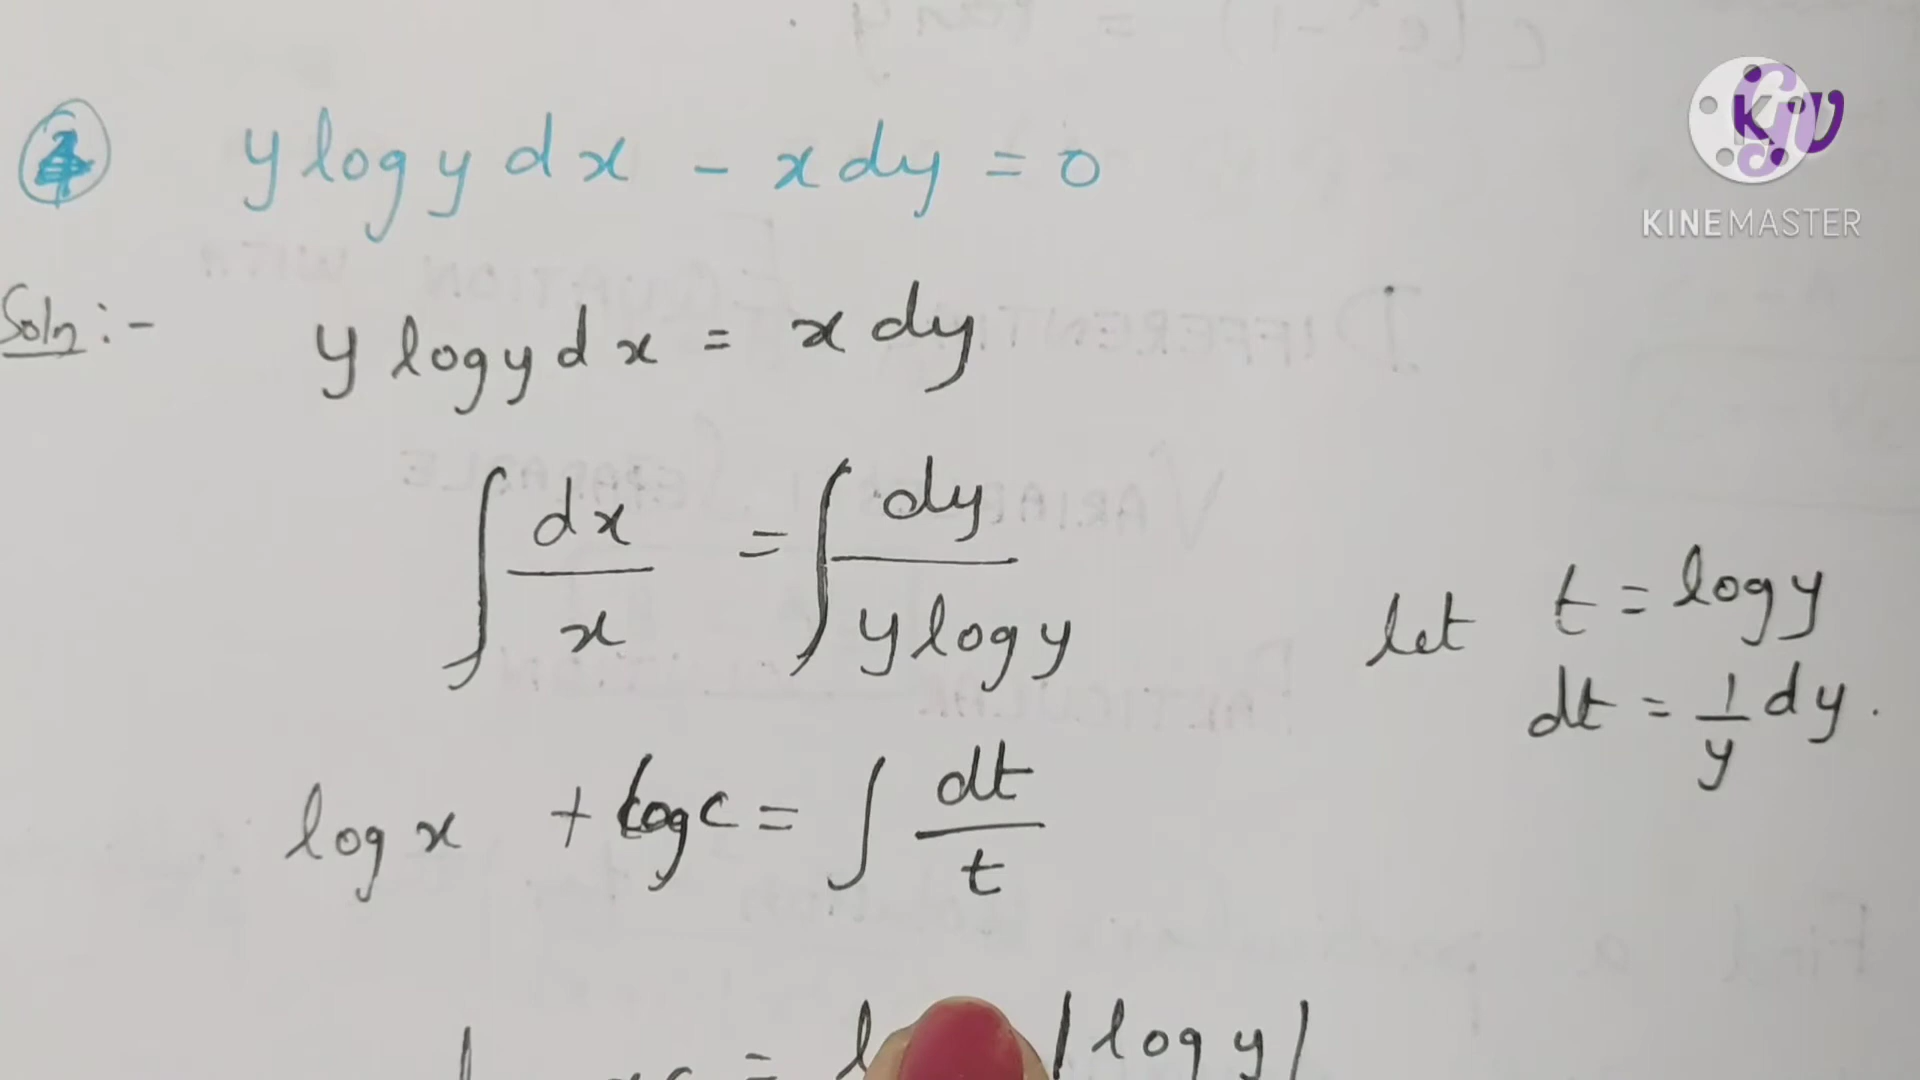 y log y dx - x dy = 0
KINEMASTER
Soln:-
y log y dx = x dy
∫ dx/x = ∫ dy/(y log y)
let t = log y
dt = 1/y dy.
log x + log c = ∫ dt/t
xc = |log y|